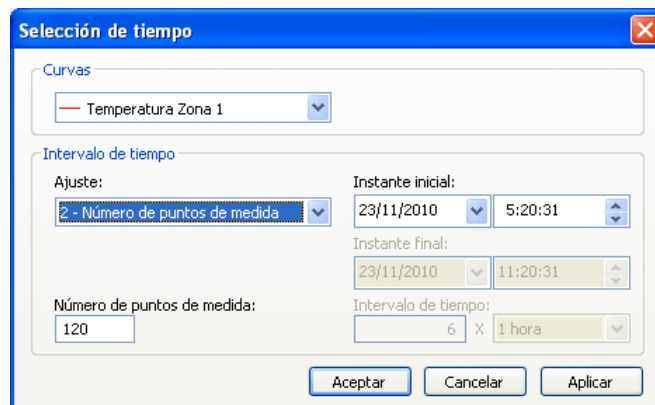 Selección de tiempo
Curvas
Temperatura Zona 1
Intervalo de tiempo
Ajuste:
Instante inicial:
2 - Número de puntos de medida
23/11/2010 5:20:31
Instante final:
23/11/2010 11:20:31
Número de puntos de medida:
Intervalo de tiempo:
120
6 X 1 hora
Aceptar Cancelar Aplicar